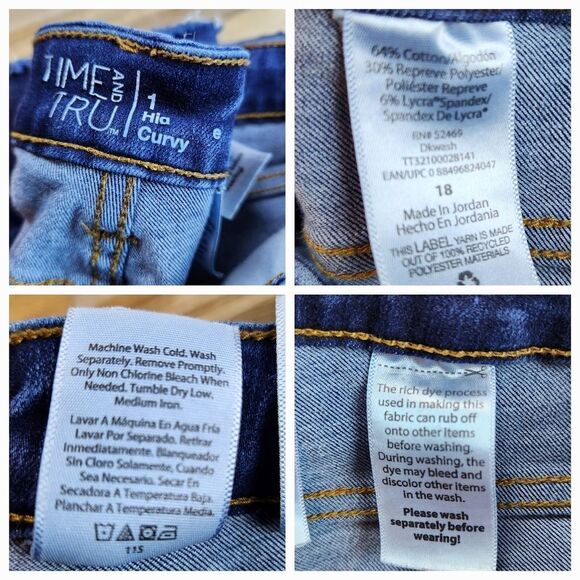 TIME AND TRU™
1
Hia
Curvy
e
64% Cotton/Algodón
30% Repreve Polyester/
Poliéster Repreve
6% Lycra® Spandex/
Spandex De Lycra®
RN# 52469
Dkwash
TT32100028141
EAN/UPC 0 88496824047
18
Made In Jordan
Hecho En Jordania
THIS LABEL YARN IS MADE
OUT OF 100% RECYCLED
POLYESTER MATERIALS
Machine Wash Cold. Wash
Separately. Remove Promptly.
Only Non Chlorine Bleach When
Needed. Tumble Dry Low,
Medium Iron.
Lavar A Máquina En Agua Fría
Lavar Por Separado. Retirar
Inmediatamente. Blanqueador
Sin Cloro Solamente, Cuando
Sea Necesario. Secar En
Secadora A Temperatura Baja.
Planchar A Temperatura Media.
115
The rich dye process
used in making this
fabric can rub off
onto other items
before washing.
During washing, the
dye may bleed and
discolor other items
in the wash.
Please wash
separately before
wearing!